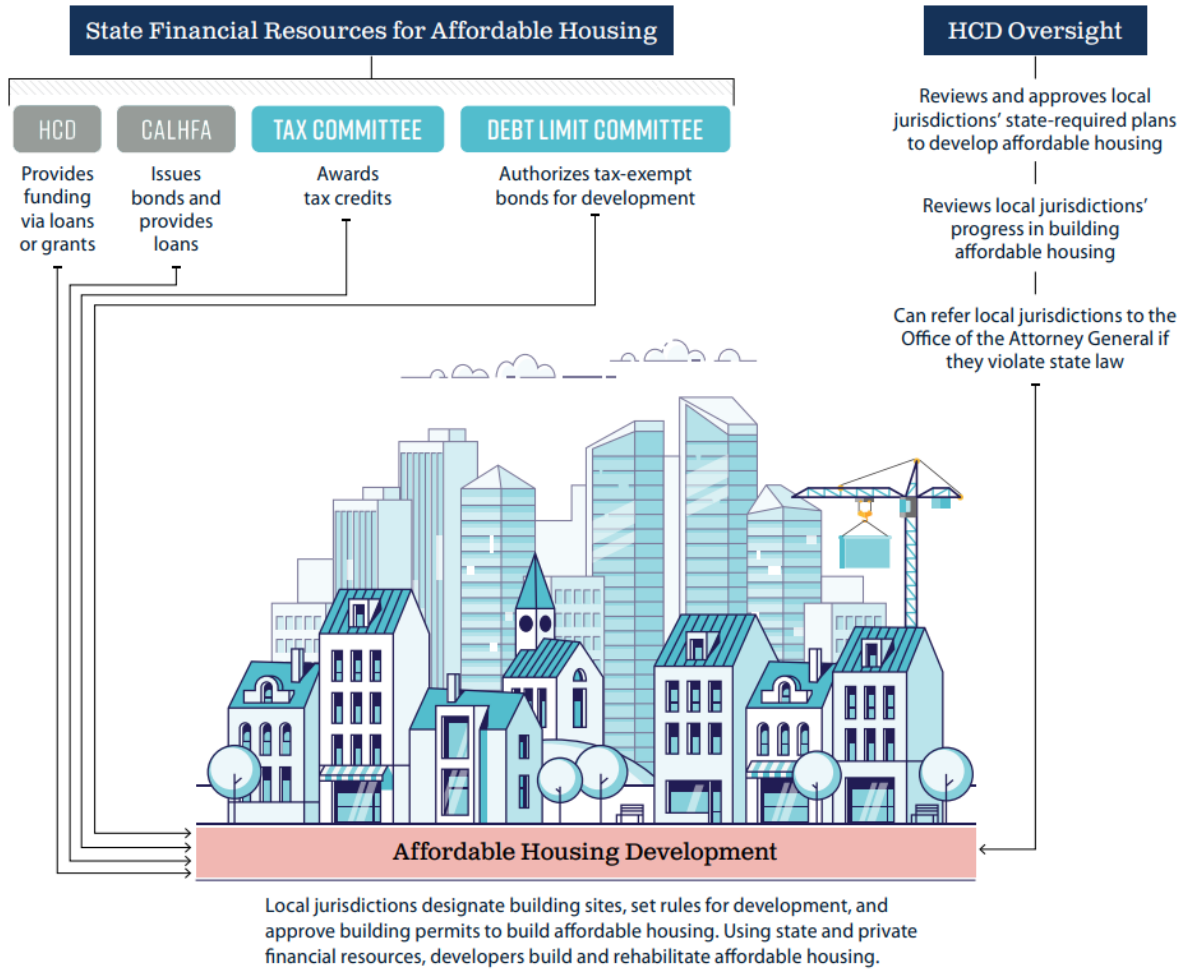 State Financial Resources for Affordable Housing
HCD
Provides
funding
via loans
or grants
CALHFA
Issues
bonds and
provides
loans
TAX COMMITTEE
Awards
tax credits
DEBT LIMIT COMMITTEE
Authorizes tax-exempt
bonds for development
HCD Oversight
Reviews and approves local
jurisdictions’ state-required plans
to develop affordable housing
Reviews local jurisdictions’
progress in building
affordable housing
Can refer local jurisdictions to the
Office of the Attorney General if
they violate state law
Affordable Housing Development
Local jurisdictions designate building sites, set rules for development, and
approve building permits to build affordable housing. Using state and private
financial resources, developers build and rehabilitate affordable housing.